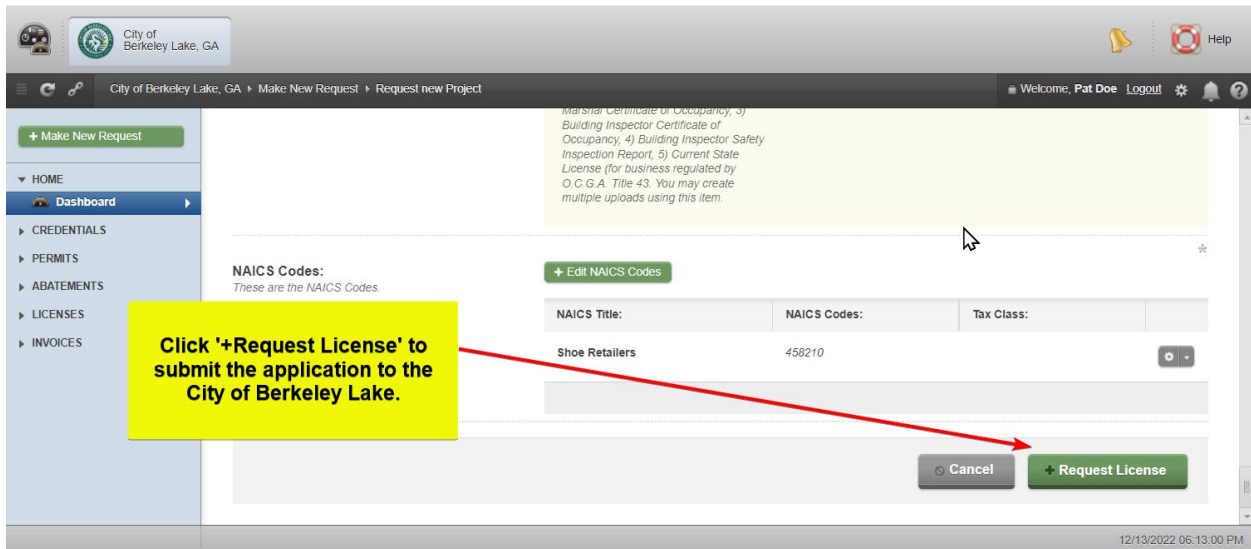 City of
Berkeley Lake, GA
Help
City of Berkeley Lake, GA ▸ Make New Request ▸ Request new Project
Welcome, Pat Doe Logout
+ Make New Request
HOME
Dashboard
CREDENTIALS
PERMITS
ABATEMENTS
LICENSES
INVOICES
Marshal Certificate of Occupancy, 3)
Building Inspector Certificate of
Occupancy, 4) Building Inspector Safety
Inspection Report, 5) Current State
License (for business regulated by
O.C.G.A. Title 43. You may create
multiple uploads using this item.
*
NAICS Codes:
These are the NAICS Codes.
+ Edit NAICS Codes
NAICS Title: NAICS Codes: Tax Class:
Shoe Retailers 458210
Click '+Request License' to
submit the application to the
City of Berkeley Lake.
Cancel
+ Request License
12/13/2022 06:13:00 PM